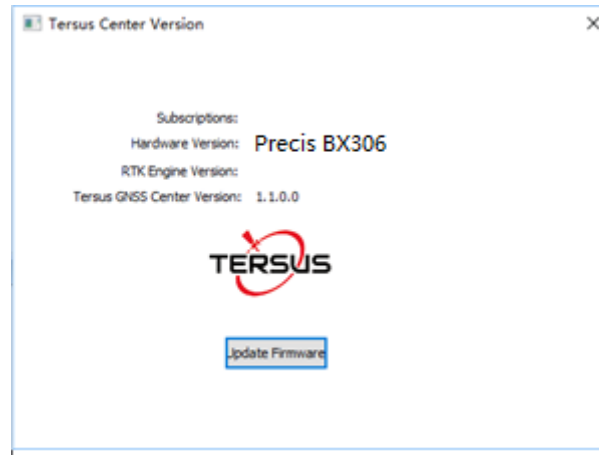 Tersus Center Version
Subscriptions:
Hardware Version: Precis BX306
RTK Engine Version:
Tersus GNSS Center Version: 1.1.0.0
TERSUS
Update Firmware